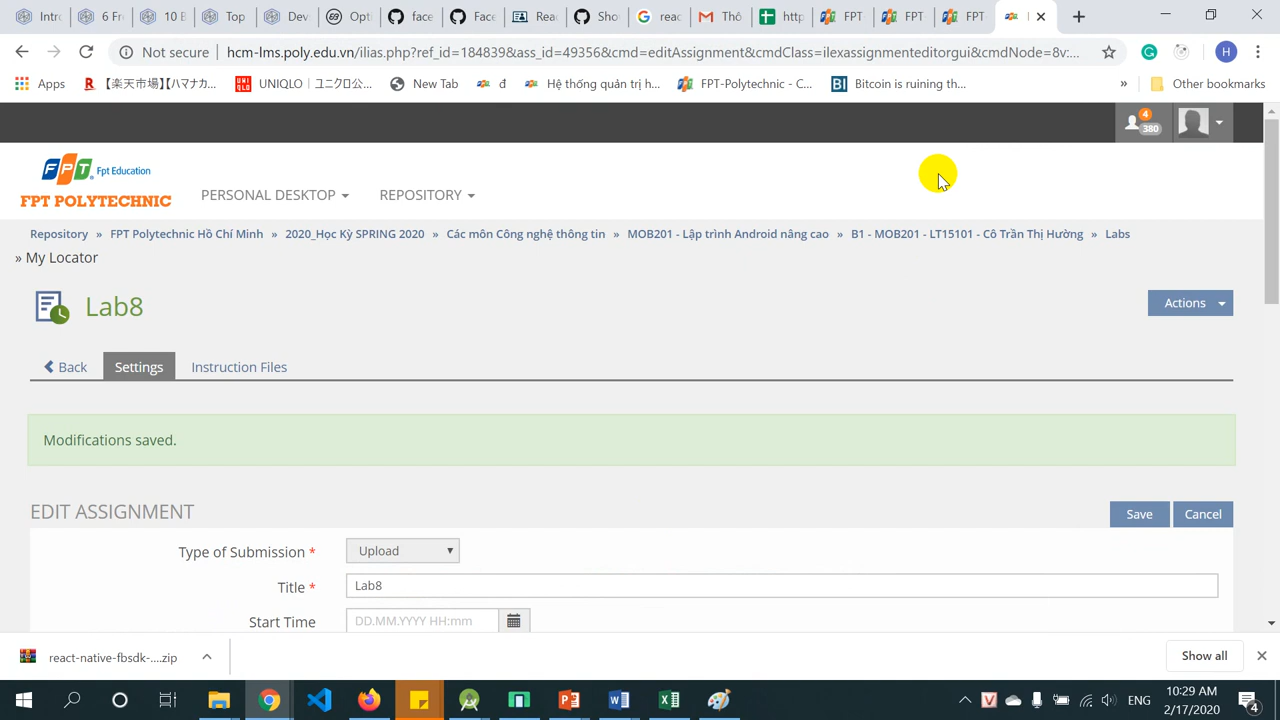 Intro
6 Fre
10 B
Top
Dev
Opti
face
Face
Rea
Sho
reac
Thô
http
FPT
FPT
FPT-
Not secure
hcm-lms.poly.edu.vn/ilias.php?ref_id=184839&ass_id=49356&cmd=editAssignment&cmdClass=ilexassignmenteditorgui&cmdNode=8v:...
H
Apps
【楽天市場】【ハマナカ...
UNIQLO｜ユニクロ公...
New Tab
đ
Hệ thống quản trị h...
FPT-Polytechnic - C...
BI
Bitcoin is ruining th...
»
Other bookmarks
4
380
FPT
Fpt Education
FPT POLYTECHNIC
PERSONAL DESKTOP
REPOSITORY
Repository » FPT Polytechnic Hồ Chí Minh » 2020_Học Kỳ SPRING 2020 » Các môn Công nghệ thông tin » MOB201 - Lập trình Android nâng cao » B1 - MOB201 - LT15101 - Cô Trần Thị Hường » Labs
» My Locator
Lab8
Actions
Back
Settings
Instruction Files
Modifications saved.
EDIT ASSIGNMENT
Save
Cancel
Type of Submission *
Upload
Title *
Lab8
Start Time
DD.MM.YYYY HH:mm
react-native-fbsdk-....zip
Show all
ENG
10:29 AM
2/17/2020
4